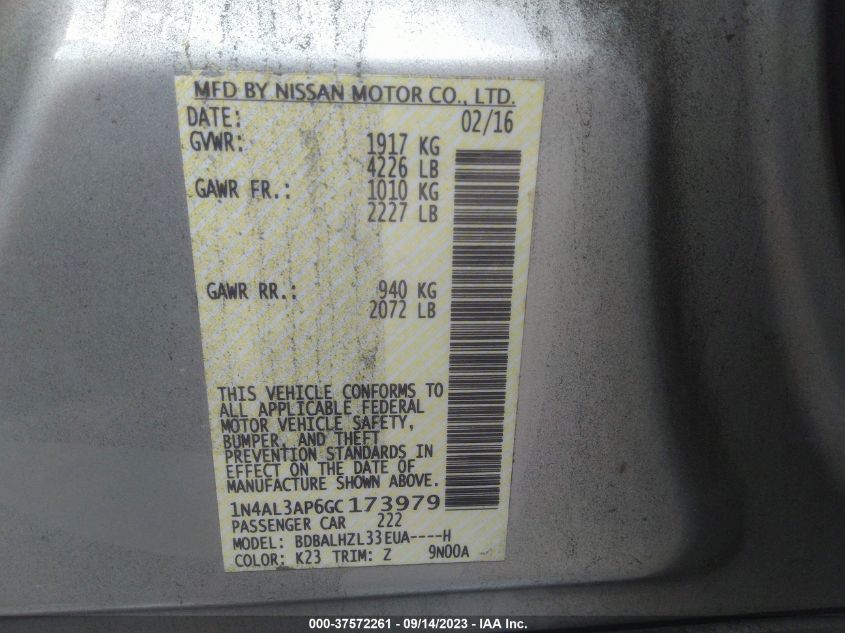 MFD BY NISSAN MOTOR CO., LTD.
DATE: 02/16
GVWR: 1917 KG
4226 LB
GAWR FR.: 1010 KG
2227 LB
GAWR RR.: 940 KG
2072 LB
THIS VEHICLE CONFORMS TO
ALL APPLICABLE FEDERAL
MOTOR VEHICLE SAFETY,
BUMPER, AND THEFT
PREVENTION STANDARDS IN
EFFECT ON THE DATE OF
MANUFACTURE SHOWN ABOVE.
1N4AL3AP6GC173979
PASSENGER CAR 222
MODEL: BDBALHZL33EUA----H
COLOR: K23 TRIM: Z 9N00A
000-37572261 - 09/14/2023 - IAA Inc.